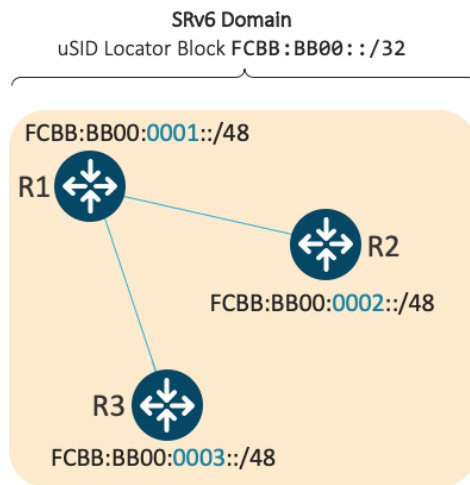 SRv6 Domain
uSID Locator Block FCBB:BB00::/32
FCBB:BB00:0001::/48
R1
R2
FCBB:BB00:0002::/48
R3
FCBB:BB00:0003::/48